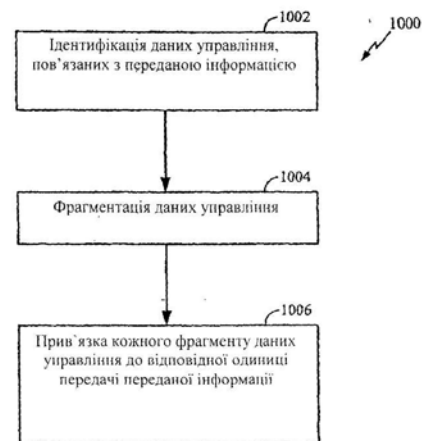 1002
1000
Ідентифікація даних управління,
пов'язаних з переданою інформацією
1004
Фрагментація даних управління
1006
Прив`язка кожного фрагменту даних
управління до відповідної одиниці
передачі переданої інформації